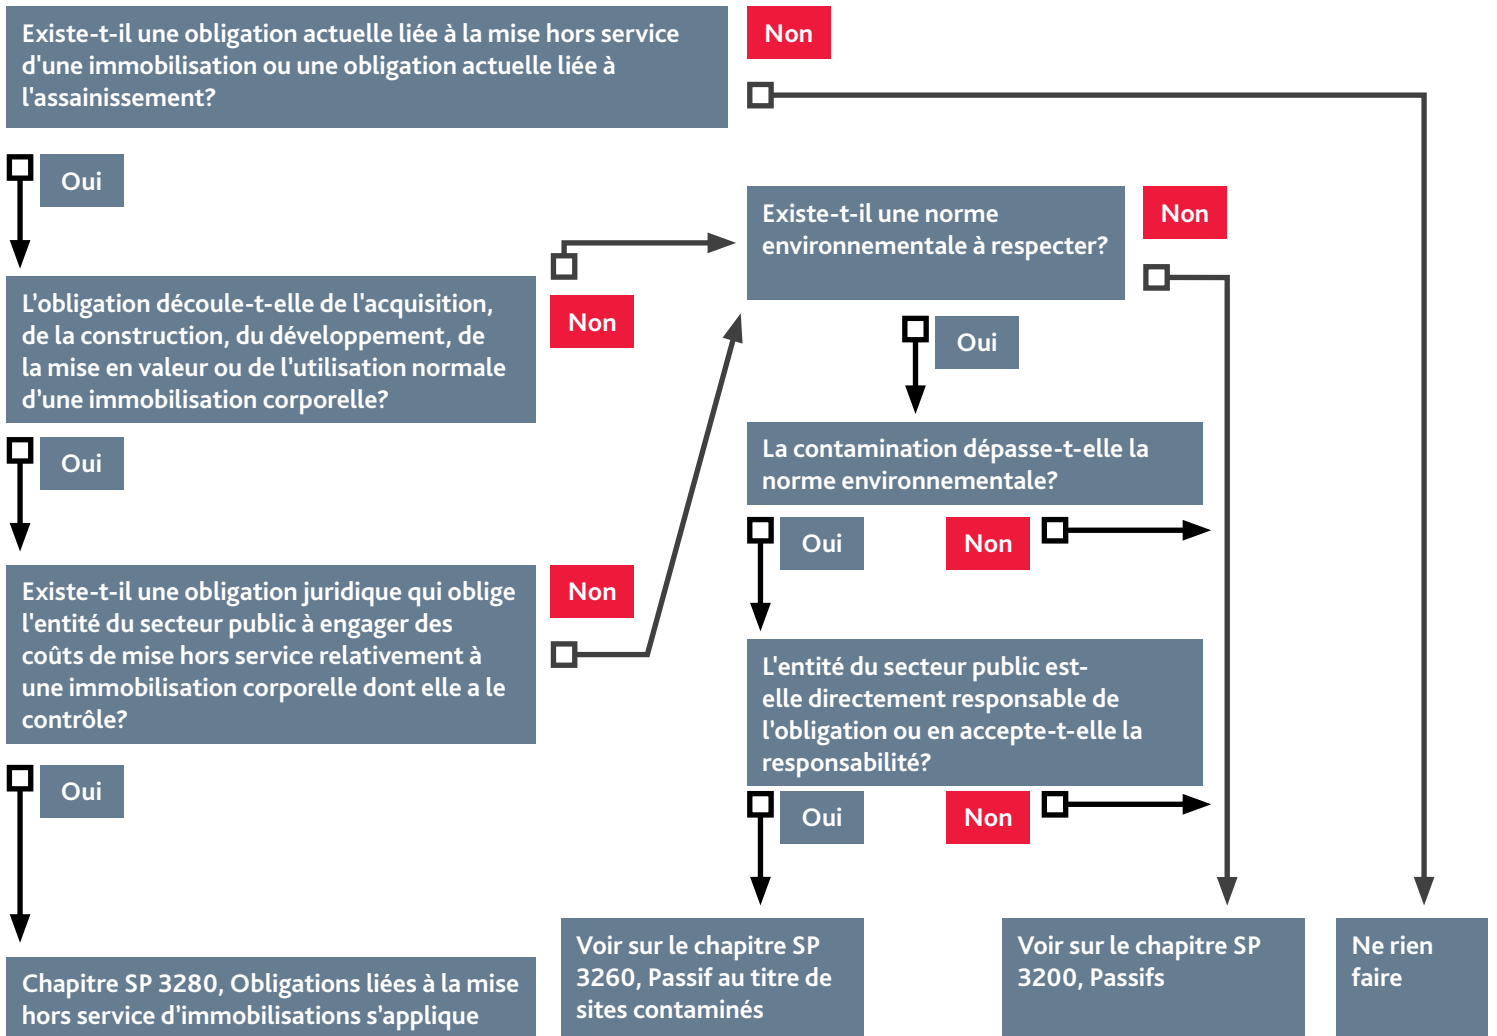 Existe-t-il une obligation actuelle liée à la mise hors service
d'une immobilisation ou une obligation actuelle liée à
l'assainissement?
Non
Oui
L'obligation découle-t-elle de l'acquisition,
de la construction, du développement, de
la mise en valeur ou de l'utilisation normale
d'une immobilisation corporelle?
Non
Oui
Existe-t-il une obligation juridique qui oblige
l'entité du secteur public à engager des
coûts de mise hors service relativement à
une immobilisation corporelle dont elle a le
contrôle?
Non
Oui
Chapitre SP 3280, Obligations liées à la mise
hors service d'immobilisations s'applique
Existe-t-il une norme
environnementale à respecter?
Non
Oui
La contamination dépasse-t-elle la
norme environnementale?
Oui
Non
L'entité du secteur public est-
elle directement responsable de
l'obligation ou en accepte-t-elle la
responsabilité?
Oui
Non
Voir sur le chapitre SP
3260, Passif au titre de
sites contaminés
Voir sur le chapitre SP
3200, Passifs
Ne rien
faire